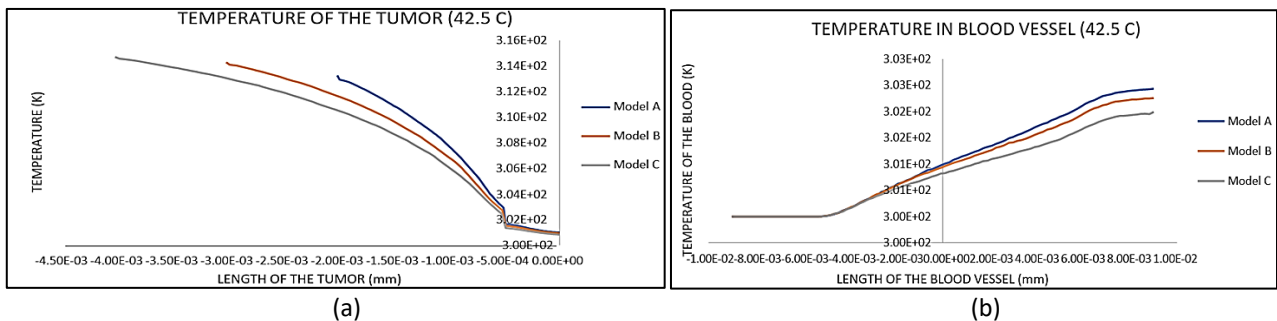 TEMPERATURE OF THE TUMOR (42.5 C)
3.16E+02
3.14E+02
3.12E+02
3.10E+02
3.08E+02
3.06E+02
3.04E+02
3.02E+02
3.00E+02
TEMPERATURE (K)
Model A
Model B
Model C
-4.50E-03 -4.00E-03 -3.50E-03 -3.00E-03 -2.50E-03 -2.00E-03 -1.50E-03 -1.00E-03 -5.00E-04 0.00E+00
LENGTH OF THE TUMOR (mm)
(a)
TEMPERATURE IN BLOOD VESSEL (42.5 C)
3.03E+02
3.03E+02
3.02E+02
3.02E+02
3.01E+02
3.01E+02
3.00E+02
3.00E+02
TEMPERATURE OF THE BLOOD (K)
Model A
Model B
Model C
-1.00E-02-8.00E-03-6.00E-03-4.00E-03-2.00E-030.00E+002.00E-034.00E-036.00E-038.00E-031.00E-02
LENGTH OF THE BLOOD VESSEL (mm)
(b)